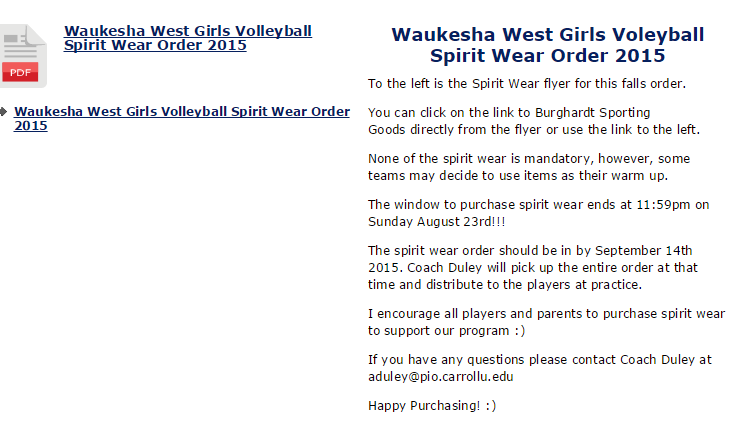 Waukesha West Girls Volleyball
Spirit Wear Order 2015
PDF
Waukesha West Girls Volleyball Spirit Wear Order
2015
Waukesha West Girls Voleyball
Spirit Wear Order 2015
To the left is the Spirit Wear flyer for this falls order.
You can click on the link to Burghardt Sporting
Goods directly from the flyer or use the link to the left.
None of the spirit wear is mandatory, however, some
teams may decide to use items as their warm up.
The window to purchase spirit wear ends at 11:59pm on
Sunday August 23rd!!!
The spirit wear order should be in by September 14th
2015. Coach Duley will pick up the entire order at that
time and distribute to the players at practice.
I encourage all players and parents to purchase spirit wear
to support our program :)
If you have any questions please contact Coach Duley at
aduley@pio.carrollu.edu
Happy Purchasing! :)